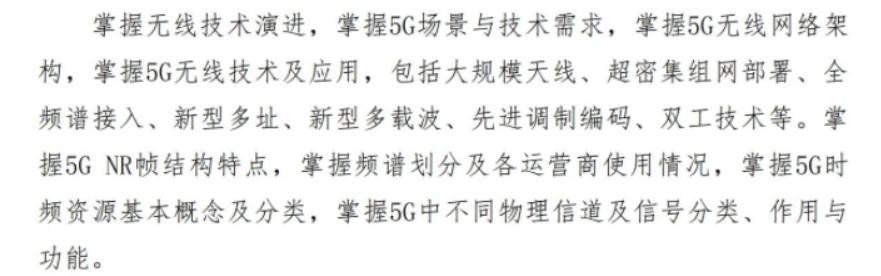 掌握无线技术演进，掌握5G场景与技术需求，掌握5G无线网络架
构，掌握5G无线技术及应用，包括大规模天线、超密集组网部署、全
频谱接入、新型多址、新型多载波、先进调制编码、双工技术等。掌
握5G NR帧结构特点，掌握频谱划分及各运营商使用情况，掌握5G时
频资源基本概念及分类，掌握5G中不同物理信道及信号分类、作用与
功能。